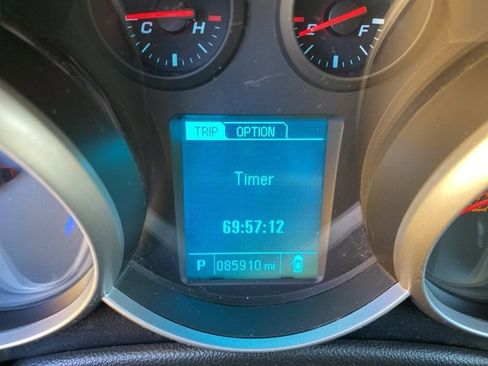 C H
E F
TRIP OPTION
Timer
69:57:12
P 085910 mi